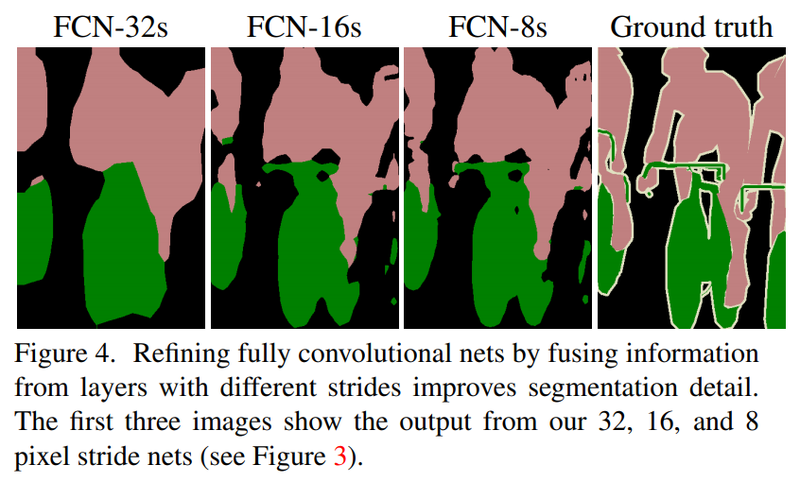 FCN-32s FCN-16s FCN-8s Ground truth
Figure 4. Refining fully convolutional nets by fusing information
from layers with different strides improves segmentation detail.
The first three images show the output from our 32, 16, and 8
pixel stride nets (see Figure 3).